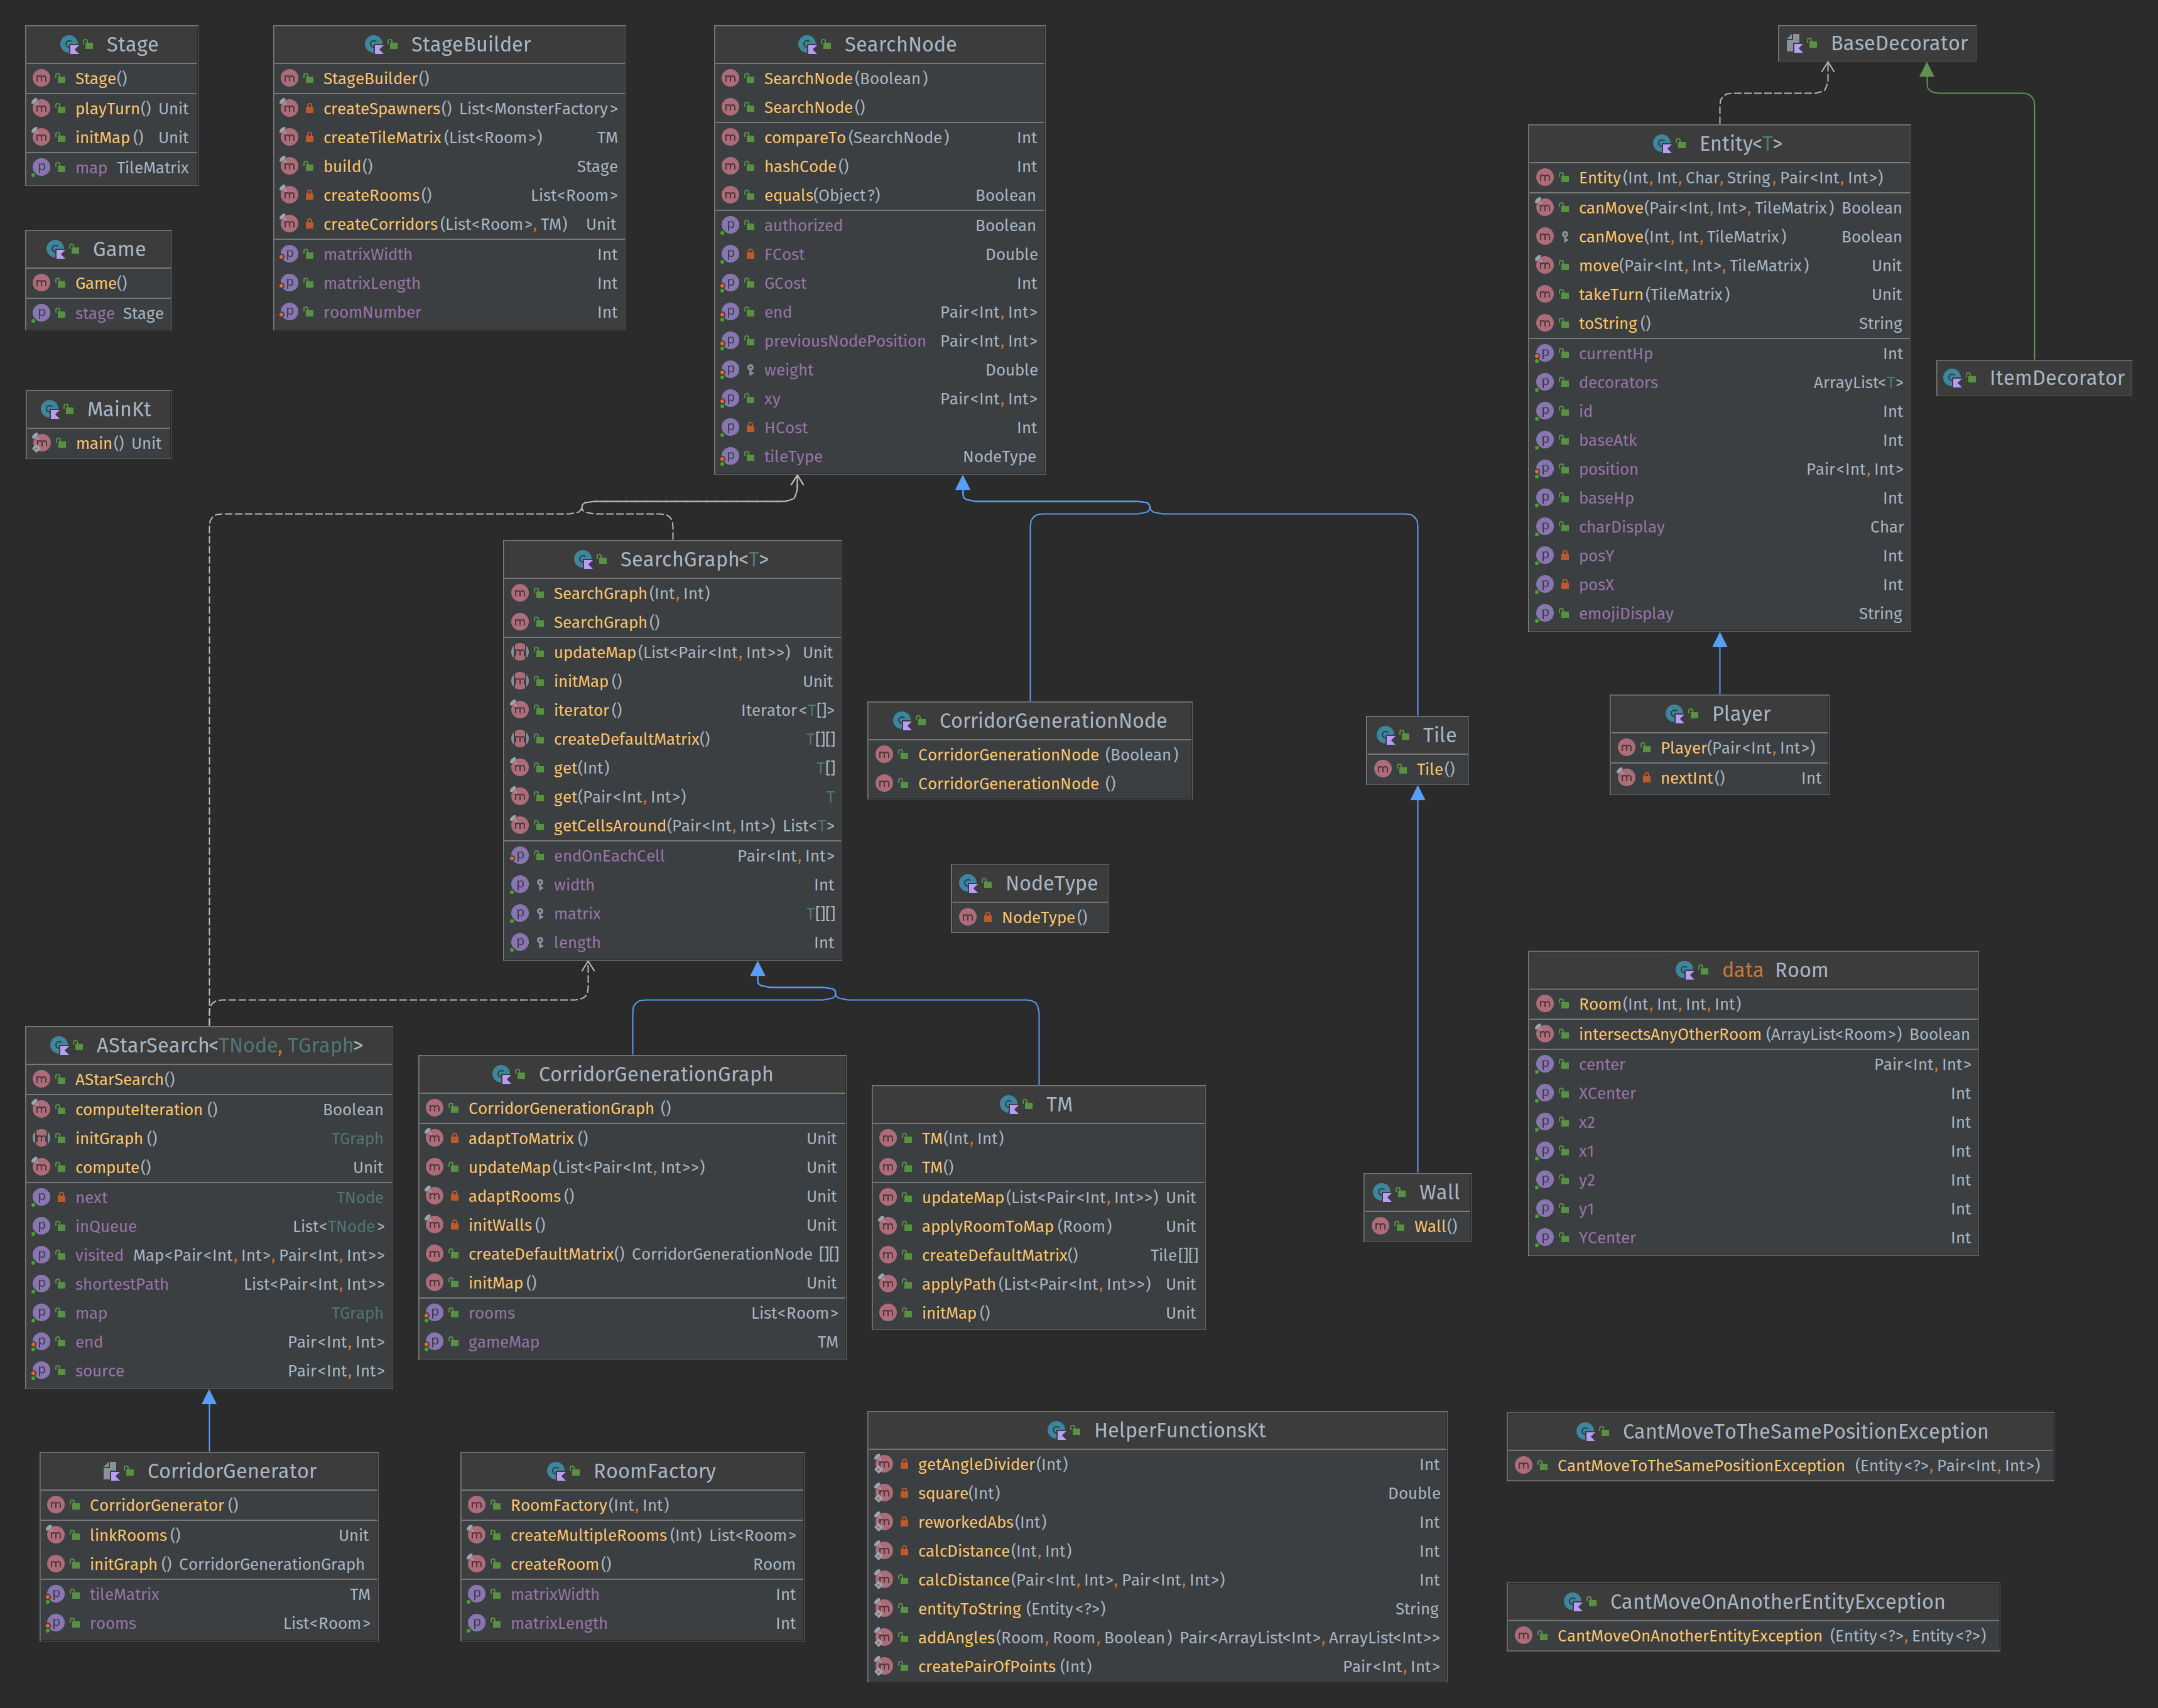 Stage
Stage()
playTurn() Unit
initMap() Unit
map TileMatrix
StageBuilder
StageBuilder()
createSpawners() List<MonsterFactory>
createTileMatrix(List<Room>) TM
build() Stage
createRooms() List<Room>
createCorridors(List<Room>, TM) Unit
matrixWidth Int
matrixLength Int
roomNumber Int
SearchNode
SearchNode(Boolean)
SearchNode()
compareTo(SearchNode) Int
hashCode() Int
equals(Object?) Boolean
authorized Boolean
FCost Double
GCost Int
end Pair<Int, Int>
previousNodePosition Pair<Int, Int>
weight Double
xy Pair<Int, Int>
HCost Int
tileType NodeType
BaseDecorator
Entity<T>
Entity(Int, Int, Char, String, Pair<Int, Int>)
canMove(Pair<Int, Int>, TileMatrix) Boolean
canMove(Int, Int, TileMatrix) Boolean
move(Pair<Int, Int>, TileMatrix) Unit
takeTurn(TileMatrix) Unit
toString() String
currentHp Int
decorators ArrayList<T>
id Int
baseAtk Int
position Pair<Int, Int>
baseHp Int
charDisplay Char
posY Int
posX Int
emojiDisplay String
ItemDecorator
Game
Game()
stage Stage
MainKt
main() Unit
SearchGraph<T>
SearchGraph(Int, Int)
SearchGraph()
updateMap(List<Pair<Int, Int>>) Unit
initMap() Unit
iterator() Iterator<T[]>
createDefaultMatrix() T[][]
get(Int) T[]
get(Pair<Int, Int>) T
getCellsAround(Pair<Int, Int>) List<T>
endOnEachCell Pair<Int, Int>
width Int
matrix T[][]
length Int
CorridorGenerationNode
CorridorGenerationNode (Boolean)
CorridorGenerationNode ()
Tile
Tile()
Player
Player(Pair<Int, Int>)
nextInt() Int
NodeType
NodeType()
data Room
Room(Int, Int, Int, Int)
intersectsAnyOtherRoom (ArrayList<Room>) Boolean
center Pair<Int, Int>
XCenter Int
x2 Int
x1 Int
y2 Int
y1 Int
YCenter Int
AStarSearch<TNode, TGraph>
AStarSearch()
computeIteration () Boolean
initGraph () TGraph
compute() Unit
next TNode
inQueue List<TNode>
visited Map<Pair<Int, Int>, Pair<Int, Int>>
shortestPath List<Pair<Int, Int>>
map TGraph
end Pair<Int, Int>
source Pair<Int, Int>
CorridorGenerationGraph
CorridorGenerationGraph ()
adaptToMatrix () Unit
updateMap(List<Pair<Int, Int>>) Unit
adaptRooms() Unit
initWalls() Unit
createDefaultMatrix() CorridorGenerationNode [][]
initMap() Unit
rooms List<Room>
gameMap TM
TM
TM(Int, Int)
TM()
updateMap(List<Pair<Int, Int>>) Unit
applyRoomToMap (Room) Unit
createDefaultMatrix() Tile[][]
applyPath(List<Pair<Int, Int>>) Unit
initMap() Unit
Wall
Wall()
CorridorGenerator
CorridorGenerator ()
linkRooms() Unit
initGraph () CorridorGenerationGraph
tileMatrix TM
rooms List<Room>
RoomFactory
RoomFactory(Int, Int)
createMultipleRooms (Int) List<Room>
createRoom() Room
matrixWidth Int
matrixLength Int
HelperFunctionsKt
getAngleDivider(Int) Int
square(Int) Double
reworkedAbs(Int) Int
calcDistance(Int, Int) Int
calcDistance(Pair<Int, Int>, Pair<Int, Int>) Int
entityToString (Entity<?>) String
addAngles(Room, Room, Boolean) Pair<ArrayList<Int>, ArrayList<Int>>
createPairOfPoints (Int) Pair<Int, Int>
CantMoveToTheSamePositionException
CantMoveToTheSamePositionException (Entity<?>, Pair<Int, Int>)
CantMoveOnAnotherEntityException
CantMoveOnAnotherEntityException (Entity<?>, Entity<?>)